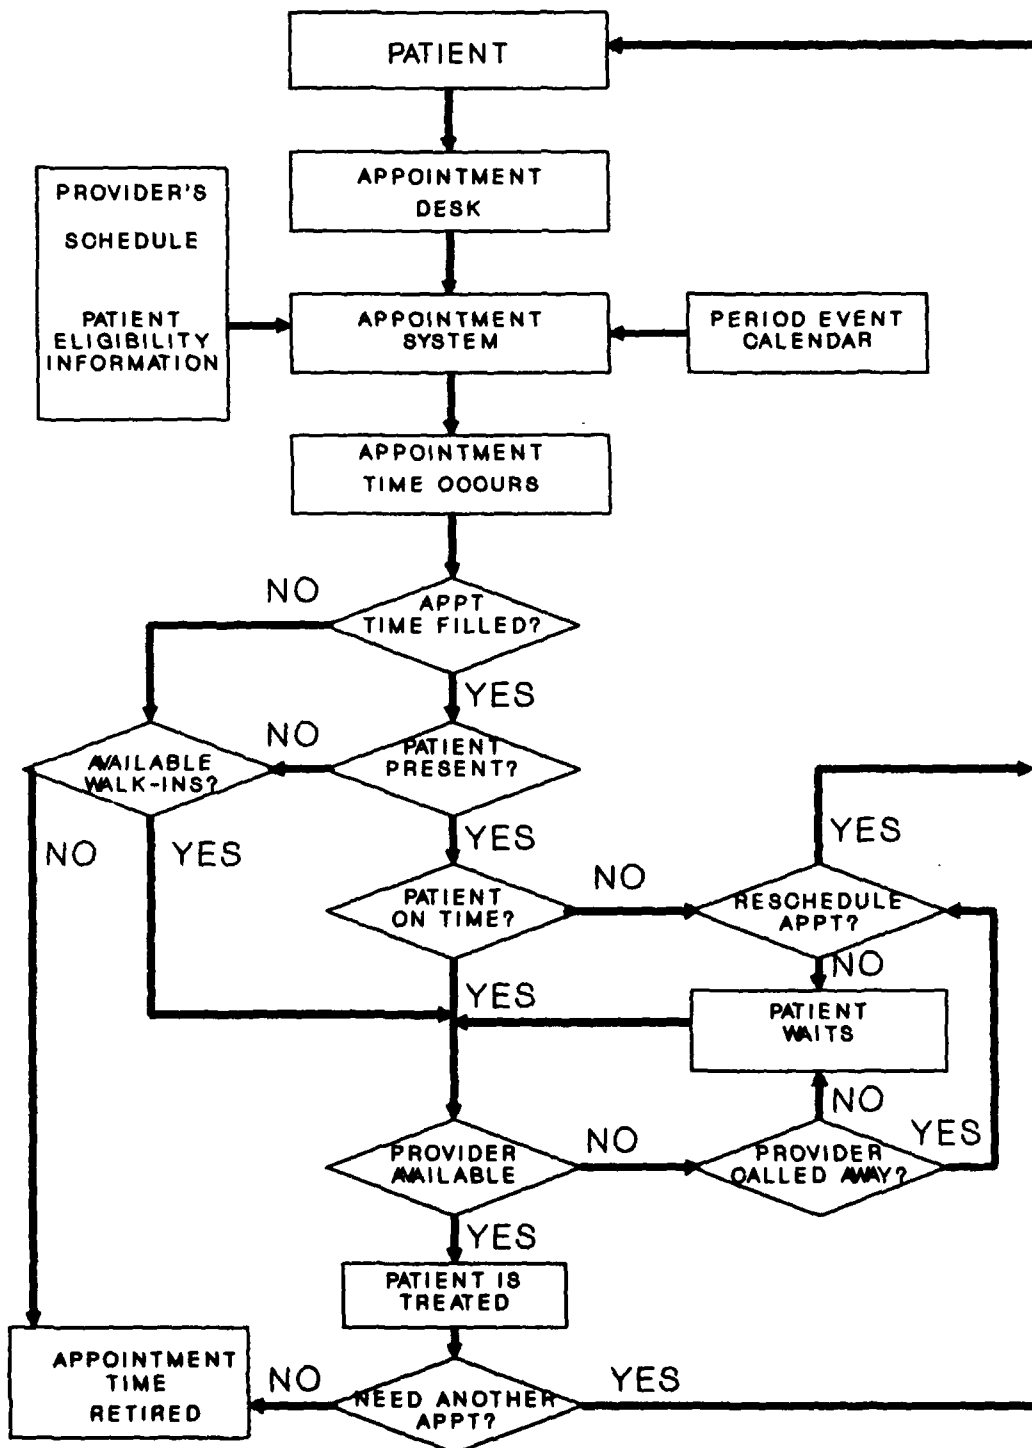 PATIENT
APPOINTMENT
DESK
PROVIDER'S
SCHEDULE
PATIENT
ELIGIBILITY
INFORMATION
APPOINTMENT
SYSTEM
PERIOD EVENT
CALENDAR
APPOINTMENT
TIME OCCURS
NO
APPT
TIME FILLED?
YES
AVAILABLE
WALK-INS?
NO
PATIENT
PRESENT?
NO
YES
YES
YES
PATIENT
ON TIME?
NO
RESCHEDULE
APPT?
YES
NO
PATIENT
WAITS
PROVIDER
AVAILABLE
NO
NO
PROVIDER
CALLED AWAY?
YES
YES
PATIENT IS
TREATED
APPOINTMENT
TIME
RETIRED
NO
NEED ANOTHER
APPT?
YES